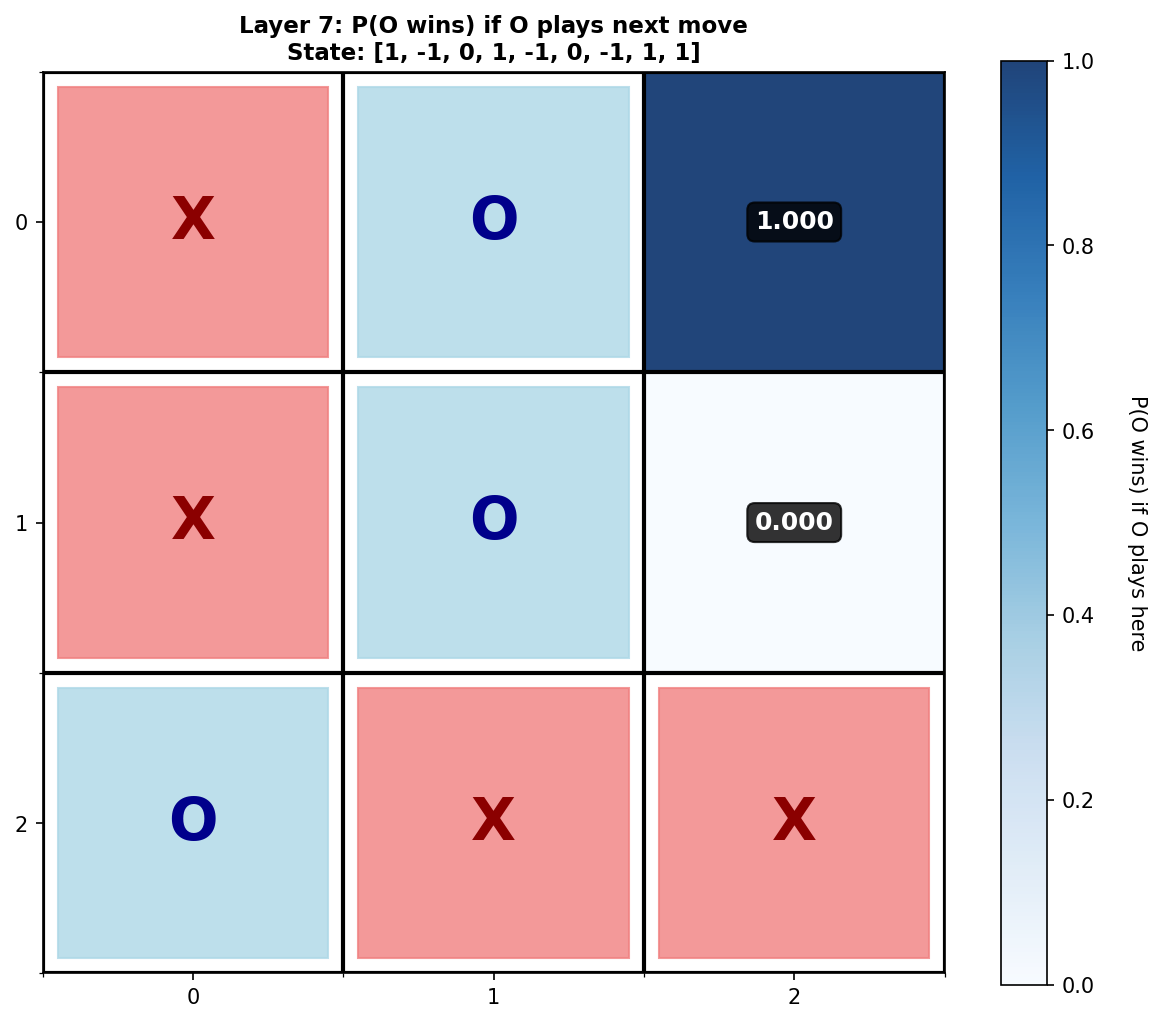 Layer 7: P(O wins) if O plays next move
State: [1, -1, 0, 1, -1, 0, -1, 1, 1]
0
X
O
1.000
1
X
O
0.000
2
O
X
X
0
1
2
1.0
0.8
0.6
0.4
0.2
0.0
P(O wins) if O plays here